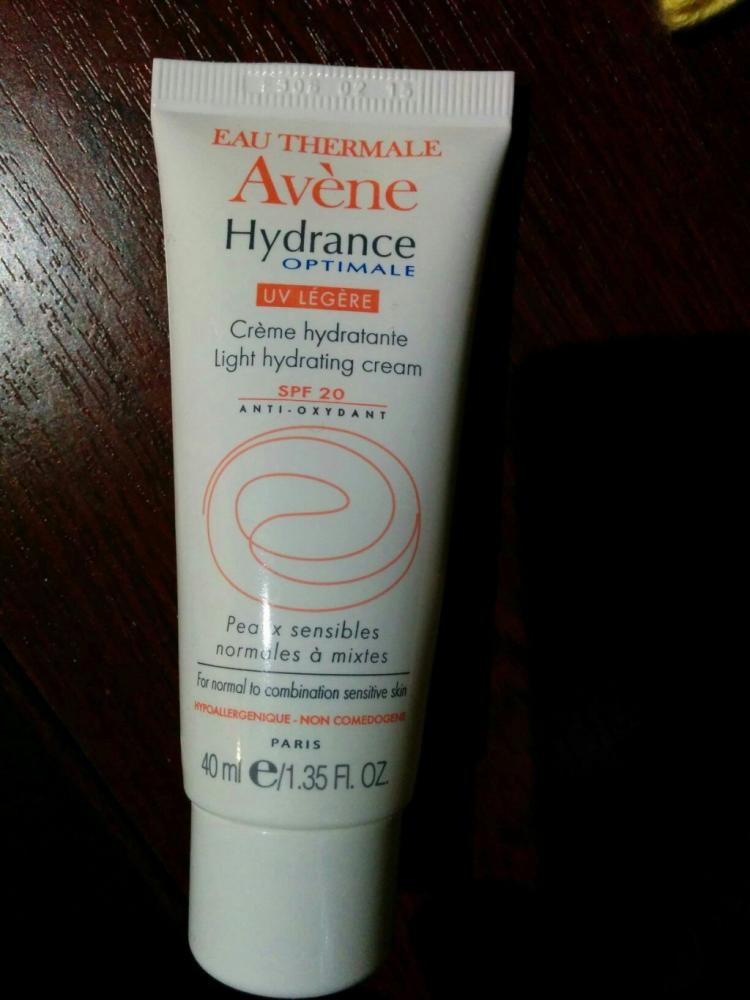 EAU THERMALE
Avène
Hydrance
OPTIMALE
UV LÉGÈRE
Crème hydratante
Light hydrating cream
SPF 20
ANTI-OXYDANT
Peaux sensibles
normales à mixtes
For normal to combination sensitive skin
HYPOALLERGENIQUE - NON COMEDOGENE
PARIS
40 ml e/1.35 Fl. OZ.